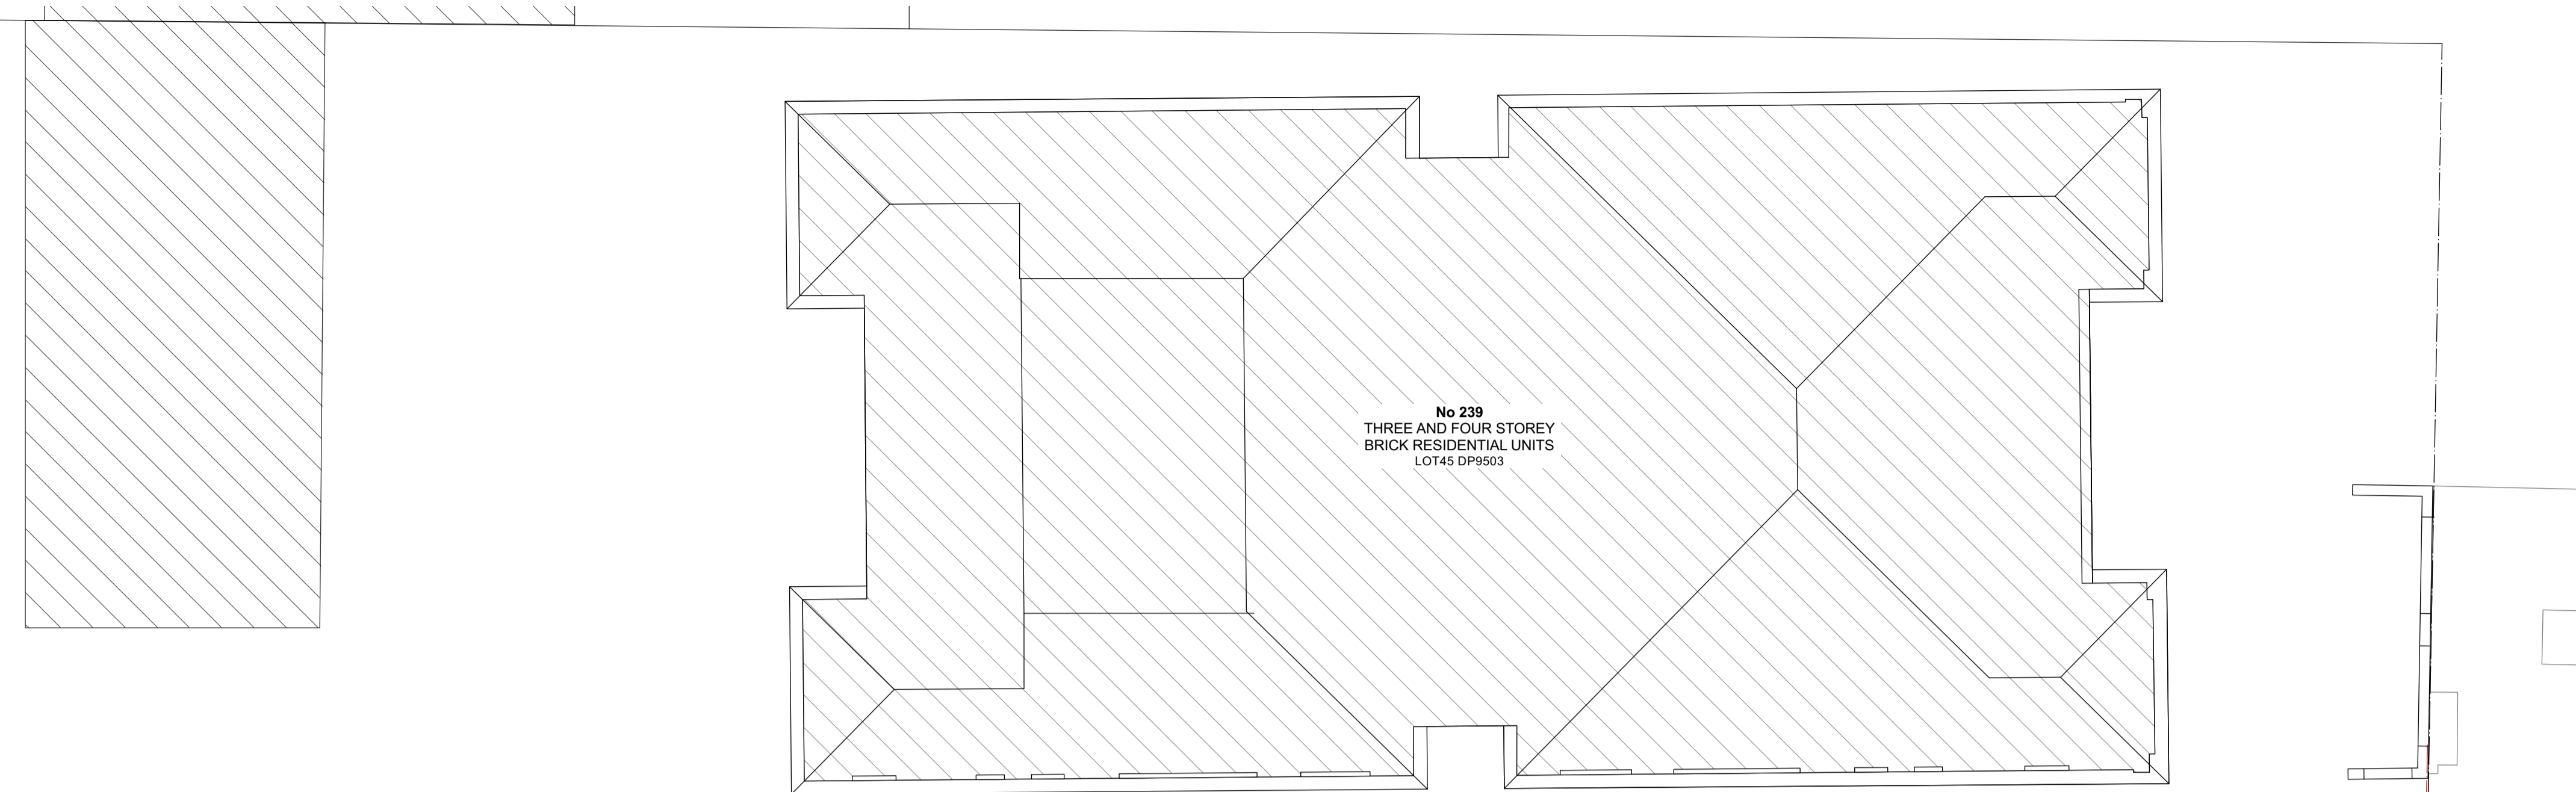 No 239
THREE AND FOUR STOREY
BRICK RESIDENTIAL UNITS
LOT45 DP9503